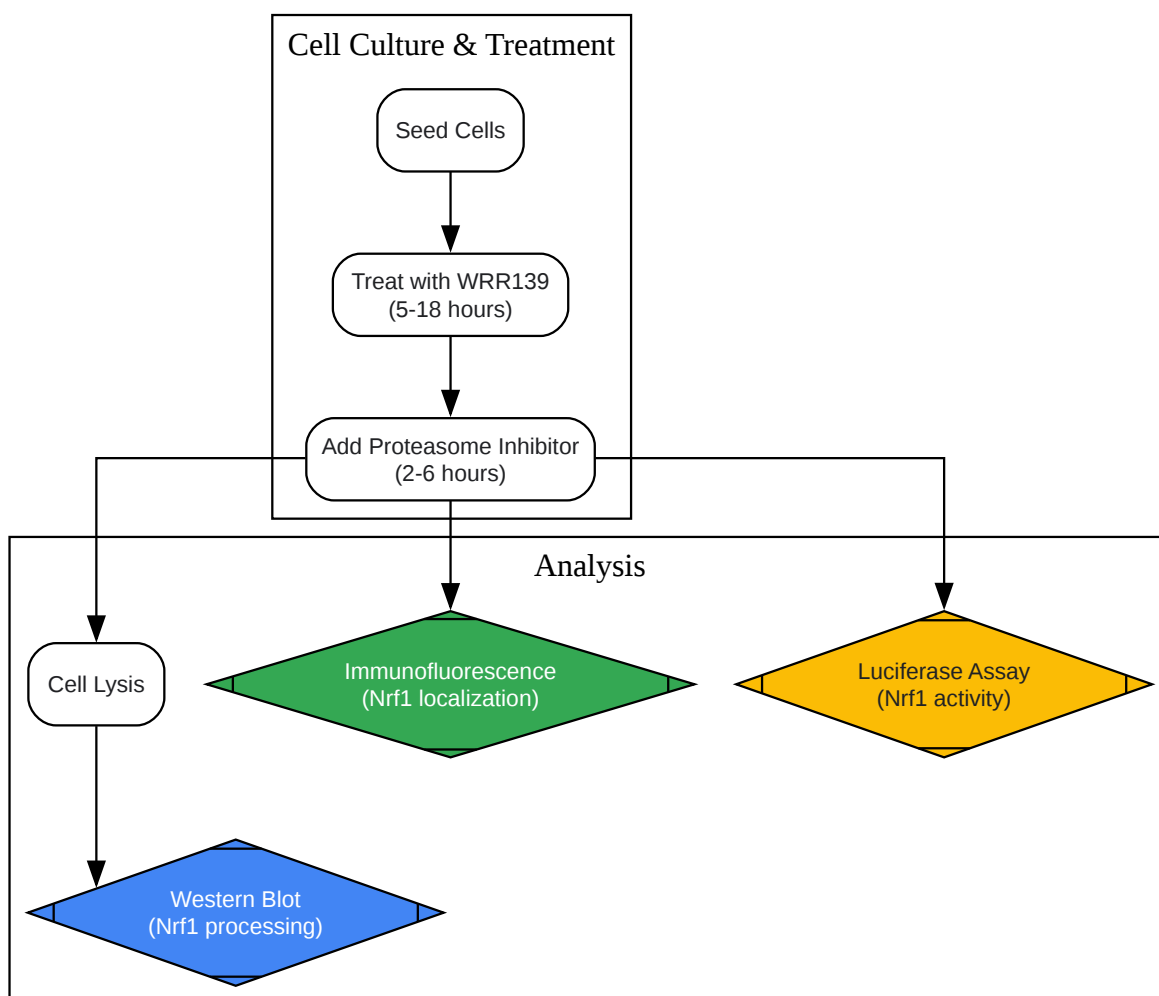 Cell Culture & Treatment
Seed Cells
Treat with WRR139
(5-18 hours)
Add Proteasome Inhibitor
(2-6 hours)
Analysis
Cell Lysis
Immunofluorescence
(Nrf1 localization)
Luciferase Assay
(Nrf1 activity)
Western Blot
(Nrf1 processing)